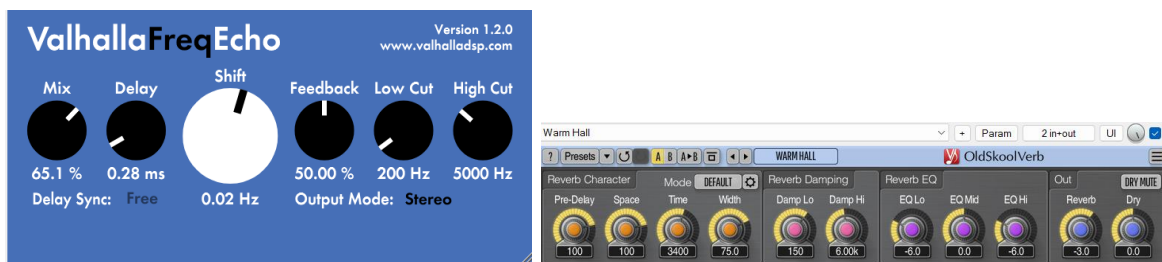 ValhallaFreqEcho
Version 1.2.0
www.valhalladsp.com
Shift
Mix Delay Feedback Low Cut High Cut
65.1 % 0.28 ms 50.00 % 200 Hz 5000 Hz
Delay Sync: Free 0.02 Hz Output Mode: Stereo
Warm Hall + Param 2 in+out UI
? Presets A B A▸B WARM HALL OldSkoolVerb
Reverb Character Mode DEFAULT Reverb Damping Reverb EQ Out DRY MUTE
Pre-Delay Space Time Width Damp Lo Damp Hi EQ Lo EQ Mid EQ Hi Reverb Dry
100 100 3400 75.0 150 6.00k -6.0 0.0 -6.0 -3.0 0.0